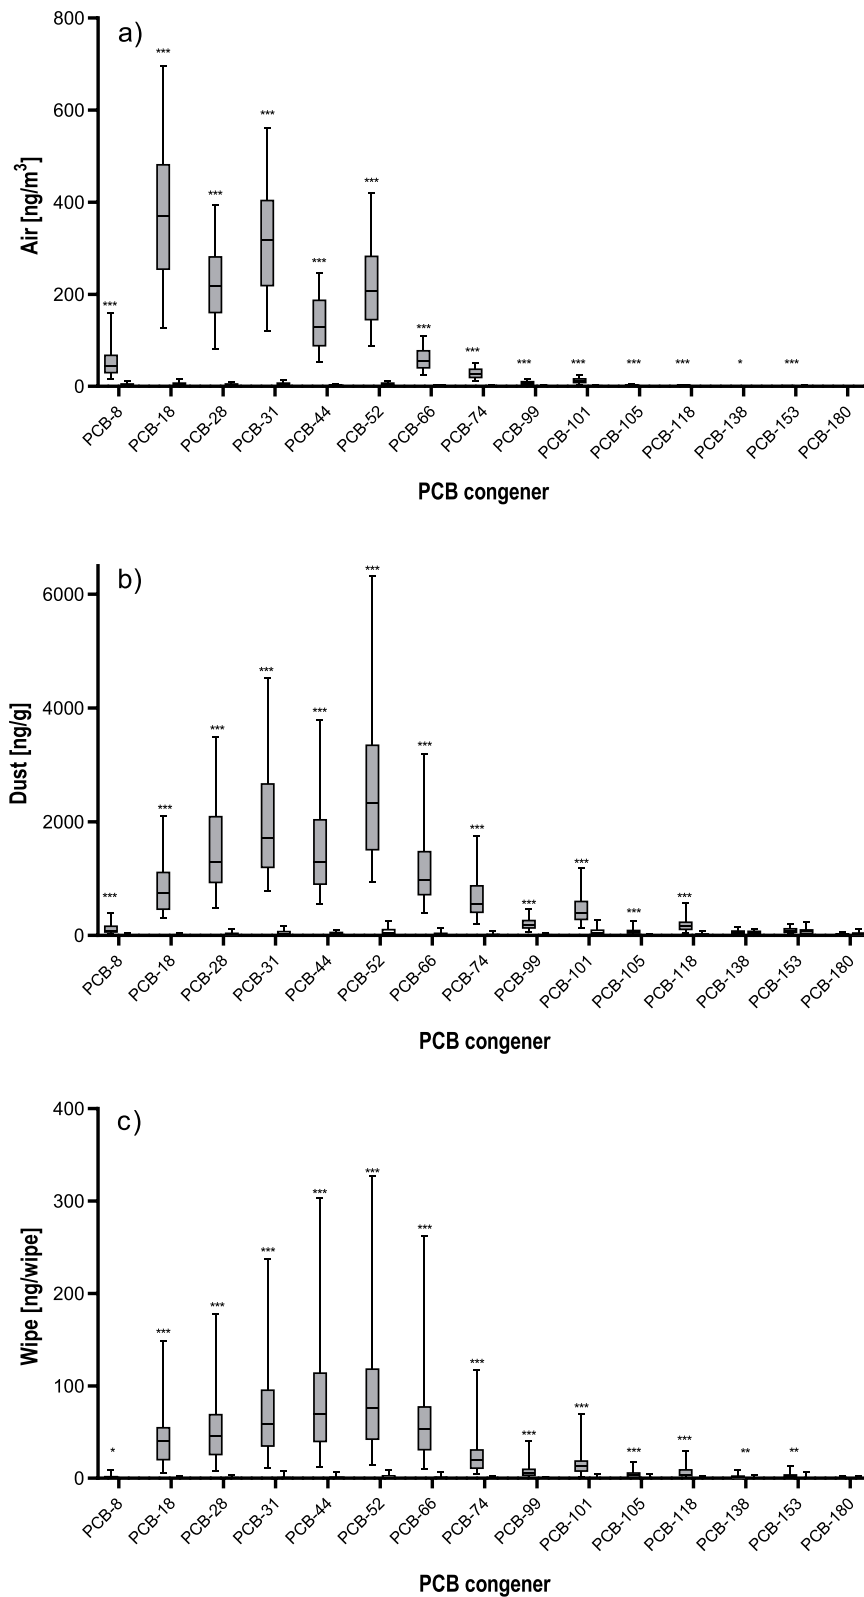 a)
Air [ng/m³]
800
600
400
200
0
*** *** *** *** *** *** *** *** *** *** *** *** * ***
PCB-8 PCB-18 PCB-28 PCB-31 PCB-44 PCB-52 PCB-66 PCB-74 PCB-99 PCB-101 PCB-105 PCB-118 PCB-138 PCB-153 PCB-180
PCB congener
b)
Dust [ng/g]
6000
4000
2000
0
*** *** *** *** *** *** *** *** *** *** *** ***
PCB-8 PCB-18 PCB-28 PCB-31 PCB-44 PCB-52 PCB-66 PCB-74 PCB-99 PCB-101 PCB-105 PCB-118 PCB-138 PCB-153 PCB-180
PCB congener
c)
Wipe [ng/wipe]
400
300
200
100
0
* *** *** *** *** *** *** *** *** *** *** *** ** **
PCB-8 PCB-18 PCB-28 PCB-31 PCB-44 PCB-52 PCB-66 PCB-74 PCB-99 PCB-101 PCB-105 PCB-118 PCB-138 PCB-153 PCB-180
PCB congener